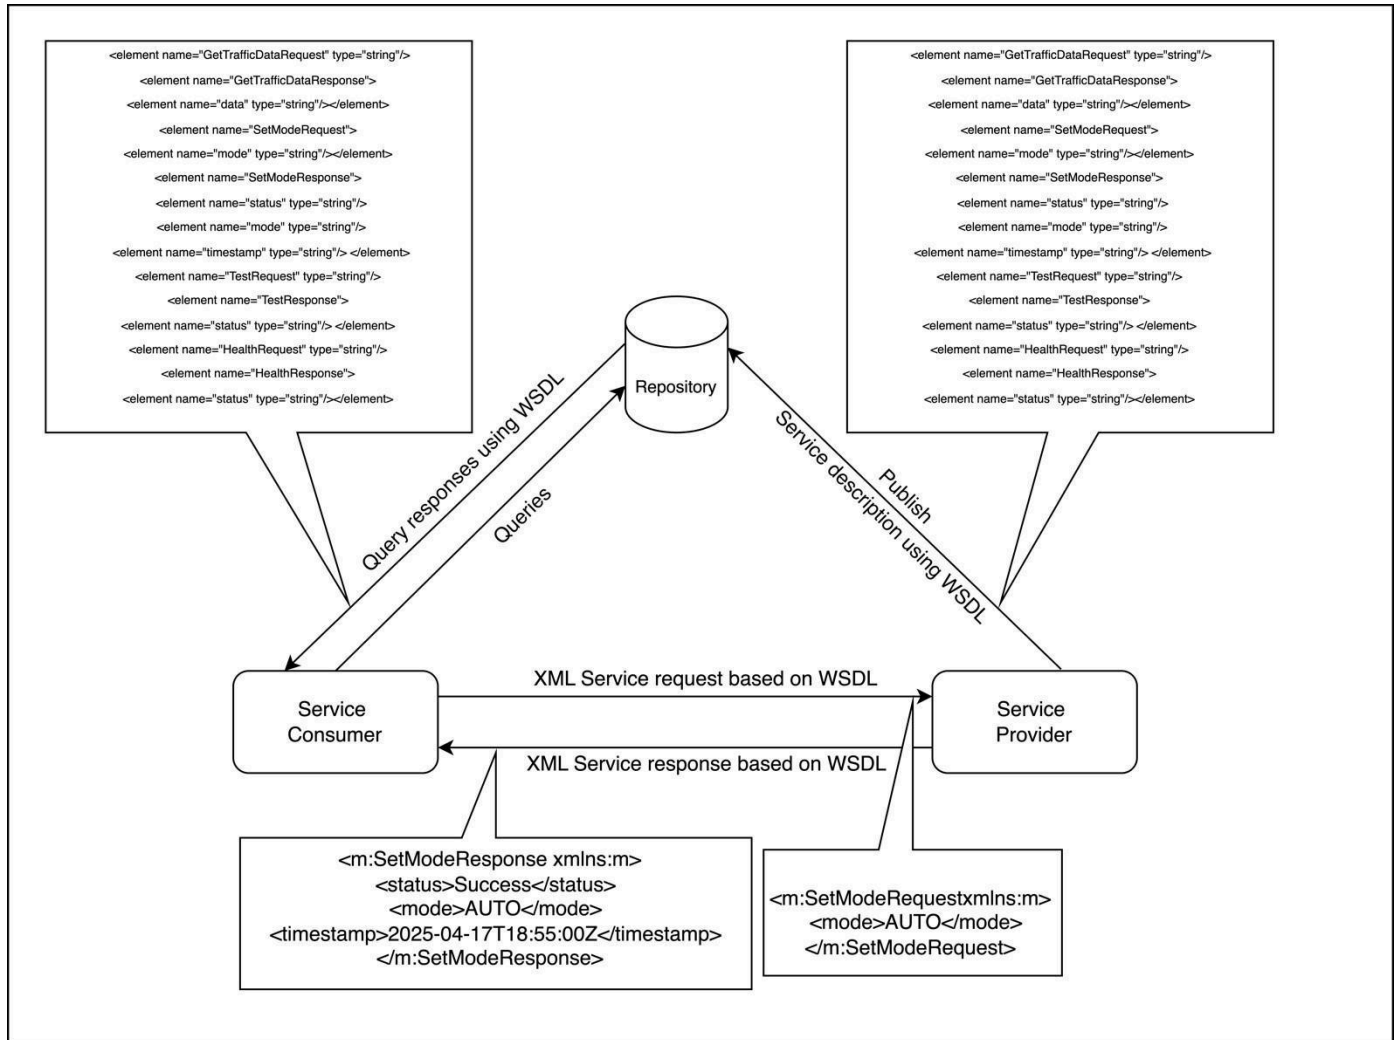 <element name="GetTrafficDataRequest" type="string"/>
<element name="GetTrafficDataResponse">
<element name="data" type="string"/></element>
<element name="SetModeRequest">
<element name="mode" type="string"/></element>
<element name="SetModeResponse">
<element name="status" type="string"/>
<element name="mode" type="string"/>
<element name="timestamp" type="string"/> </element>
<element name="TestRequest" type="string"/>
<element name="TestResponse">
<element name="status" type="string"/> </element>
<element name="HealthRequest" type="string"/>
<element name="HealthResponse">
<element name="status" type="string"/></element>
<element name="GetTrafficDataRequest" type="string"/>
<element name="GetTrafficDataResponse">
<element name="data" type="string"/></element>
<element name="SetModeRequest">
<element name="mode" type="string"/></element>
<element name="SetModeResponse">
<element name="status" type="string"/>
<element name="mode" type="string"/>
<element name="timestamp" type="string"/> </element>
<element name="TestRequest" type="string"/>
<element name="TestResponse">
<element name="status" type="string"/> </element>
<element name="HealthRequest" type="string"/>
<element name="HealthResponse">
<element name="status" type="string"/></element>
Repository
Query responses using WSDL
Queries
Publish
Service description using WSDL
Service
Consumer
XML Service request based on WSDL
XML Service response based on WSDL
Service
Provider
<m:SetModeResponse xmlns:m>
<status>Success</status>
<mode>AUTO</mode>
<timestamp>2025-04-17T18:55:00Z</timestamp>
</m:SetModeResponse>
<m:SetModeRequestxmlns:m>
<mode>AUTO</mode>
</m:SetModeRequest>